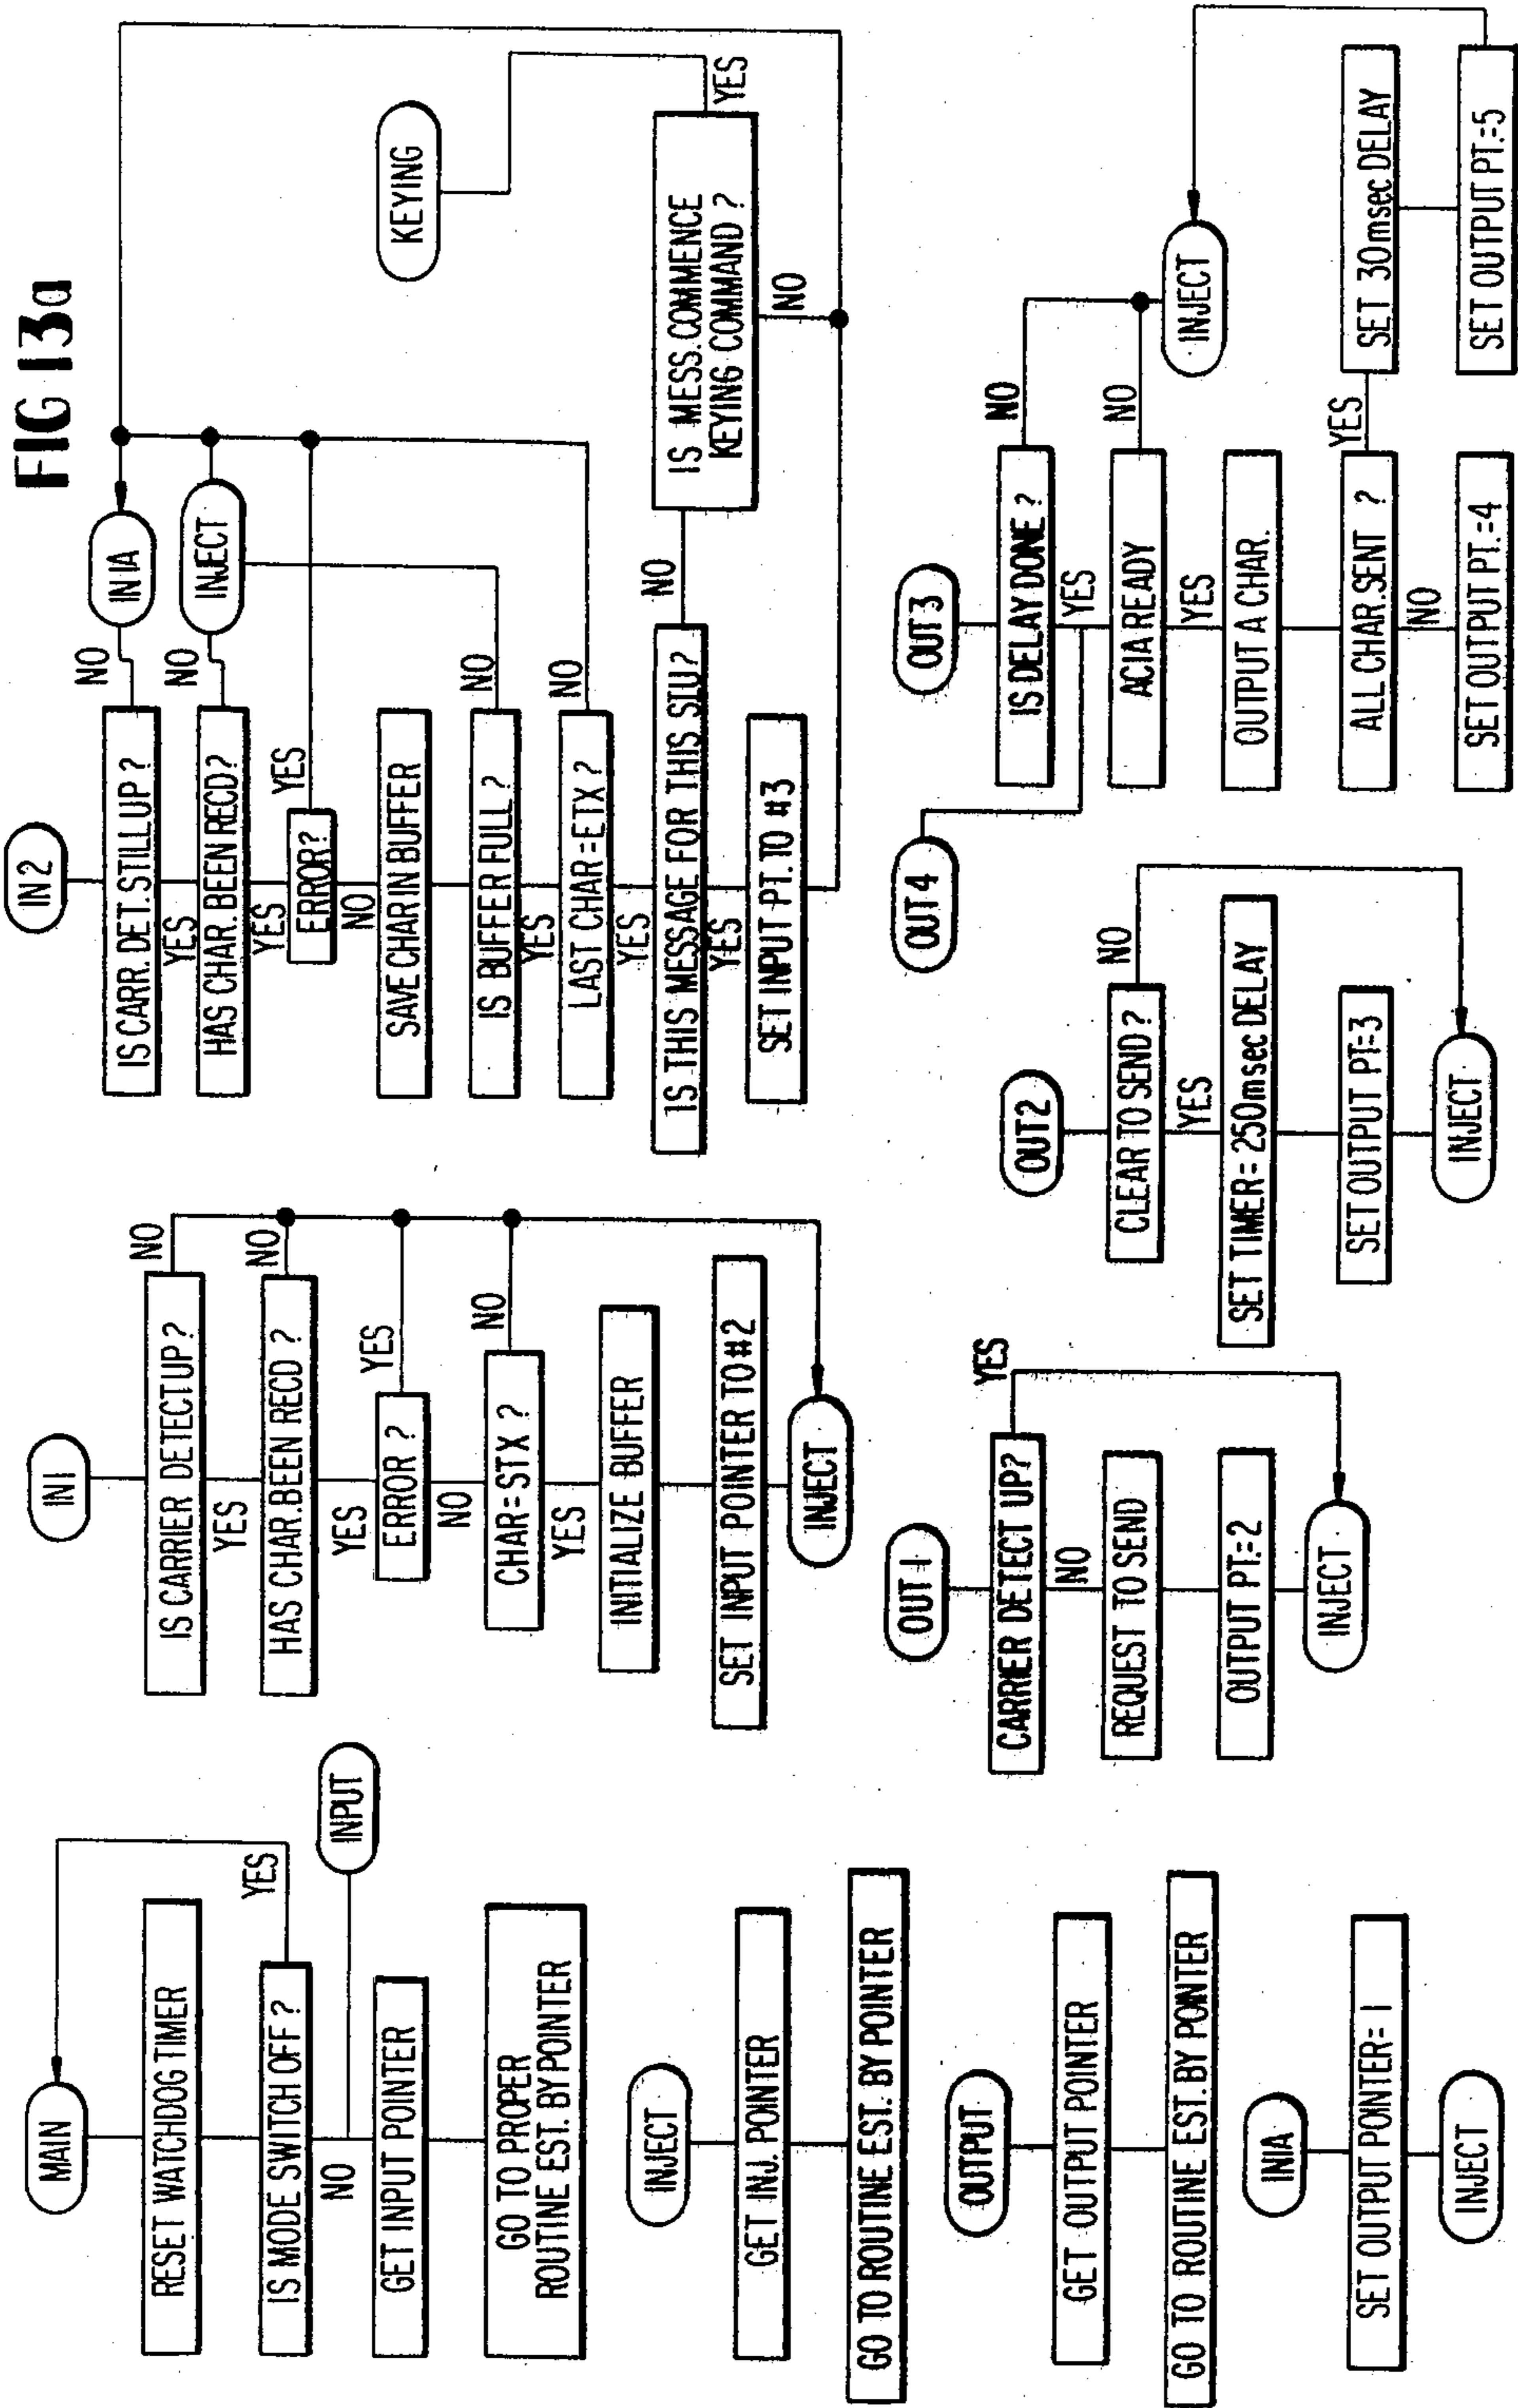 FIG 13a
MAIN
RESET WATCHDOG TIMER
IS MODE SWITCH OFF ?
YES
NO
INPUT
GET INPUT POINTER
GO TO PROPER
ROUTINE EST. BY POINTER
INJECT
GET INJ. POINTER
GO TO ROUTINE EST. BY POINTER
OUTPUT
GET OUTPUT POINTER
GO TO ROUTINE EST. BY POINTER
INIA
SET OUTPUT POINTER = 1
INJECT
IN1
IS CARRIER DETECT UP?
NO
YES
HAS CHAR. BEEN RECD ?
NO
YES
ERROR ?
YES
NO
CHAR = STX ?
NO
YES
INITIALIZE BUFFER
SET INPUT POINTER TO #2
INJECT
OUT 1
CARRIER DETECT UP?
YES
NO
REQUEST TO SEND
OUTPUT PT.=2
INJECT
IN 2
IS CARR. DET. STILL UP ?
NO
IN IA
YES
HAS CHAR. BEEN RECD?
NO
INJECT
YES
ERROR?
YES
NO
SAVE CHAR IN BUFFER
IS BUFFER FULL ?
NO
YES
LAST CHAR = ETX ?
NO
YES
IS THIS MESSAGE FOR THIS STU?
NO
YES
SET INPUT PT. TO #3
IS MESS. COMMENCE
KEYING COMMAND ?
YES
NO
KEYING
OUT2
CLEAR TO SEND ?
NO
YES
SET TIMER = 250msec DELAY
SET OUTPUT PT=3
INJECT
OUT 3
OUT4
IS DELAY DONE ?
NO
YES
ACIA READY
NO
YES
INJECT
OUTPUT A CHAR.
ALL CHAR. SENT ?
YES
NO
SET OUTPUT PT.=4
SET 30msec DELAY
SET OUTPUT PT.=5